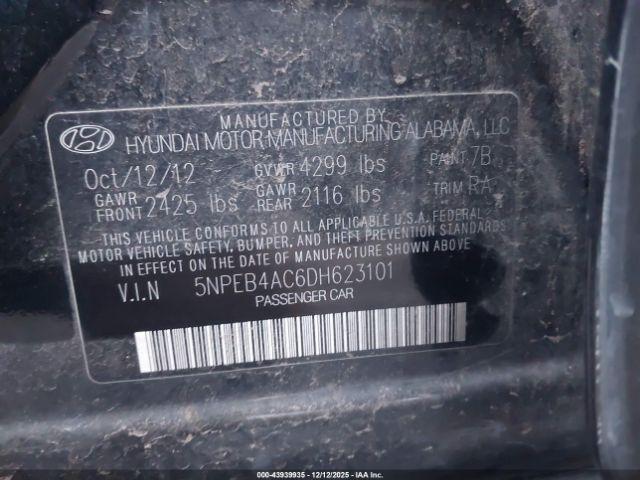 MANUFACTURED BY
HYUNDAI MOTOR MANUFACTURING ALABAMA, LLC
Oct/12/12 GVWR 4299 lbs PAINT 7B
GAWR FRONT 2425 lbs GAWR REAR 2116 lbs TRIM RA
THIS VEHICLE CONFORMS TO ALL APPLICABLE U.S.A. FEDERAL
MOTOR VEHICLE SAFETY, BUMPER, AND THEFT PREVENTION STANDARDS
IN EFFECT ON THE DATE OF MANUFACTURE SHOWN ABOVE
V.I.N 5NPEB4AC6DH623101
PASSENGER CAR
000-43939935 - 12/12/2025 - IAA Inc.